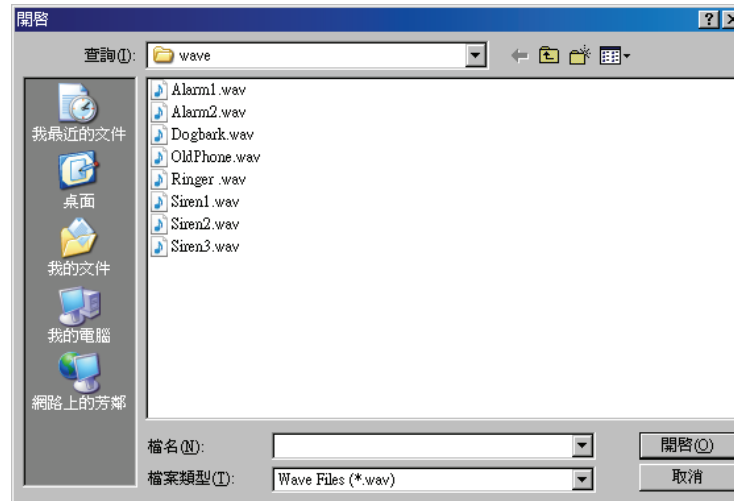 開啓
查詢(I): wave
我最近的文件
桌面
我的文件
我的電腦
網路上的芳鄰
Alarm1.wav
Alarm2.wav
Dogbark.wav
OldPhone.wav
Ringer .wav
Siren1.wav
Siren2.wav
Siren3.wav
檔名(N):
開啓(O)
檔案類型(T): Wave Files (*.wav)
取消